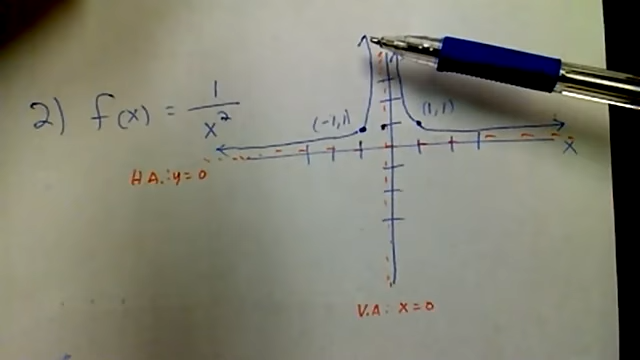 2) f(x) = 1/x²
(-1,1)
(1,1)
X
H.A.: y=0
V.A: X=0